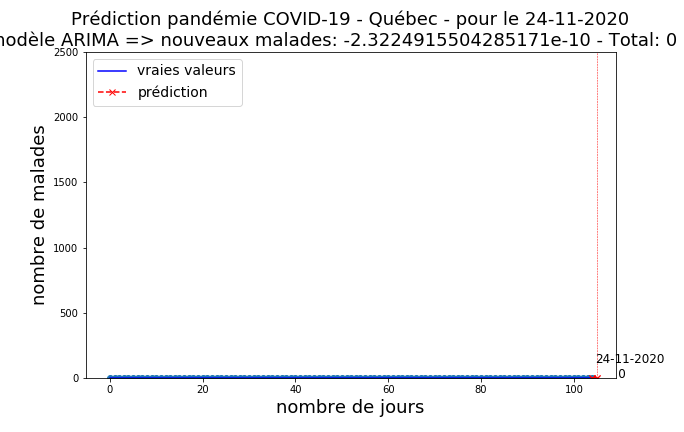 Prédiction pandémie COVID-19 - Québec - pour le 24-11-2020
modèle ARIMA => nouveaux malades: -2.3224915504285171e-10 - Total: 0
2500
vraies valeurs
prédiction
2000
1500
1000
500
0
nombre de malades
24-11-2020
0
0
20
40
60
80
100
nombre de jours